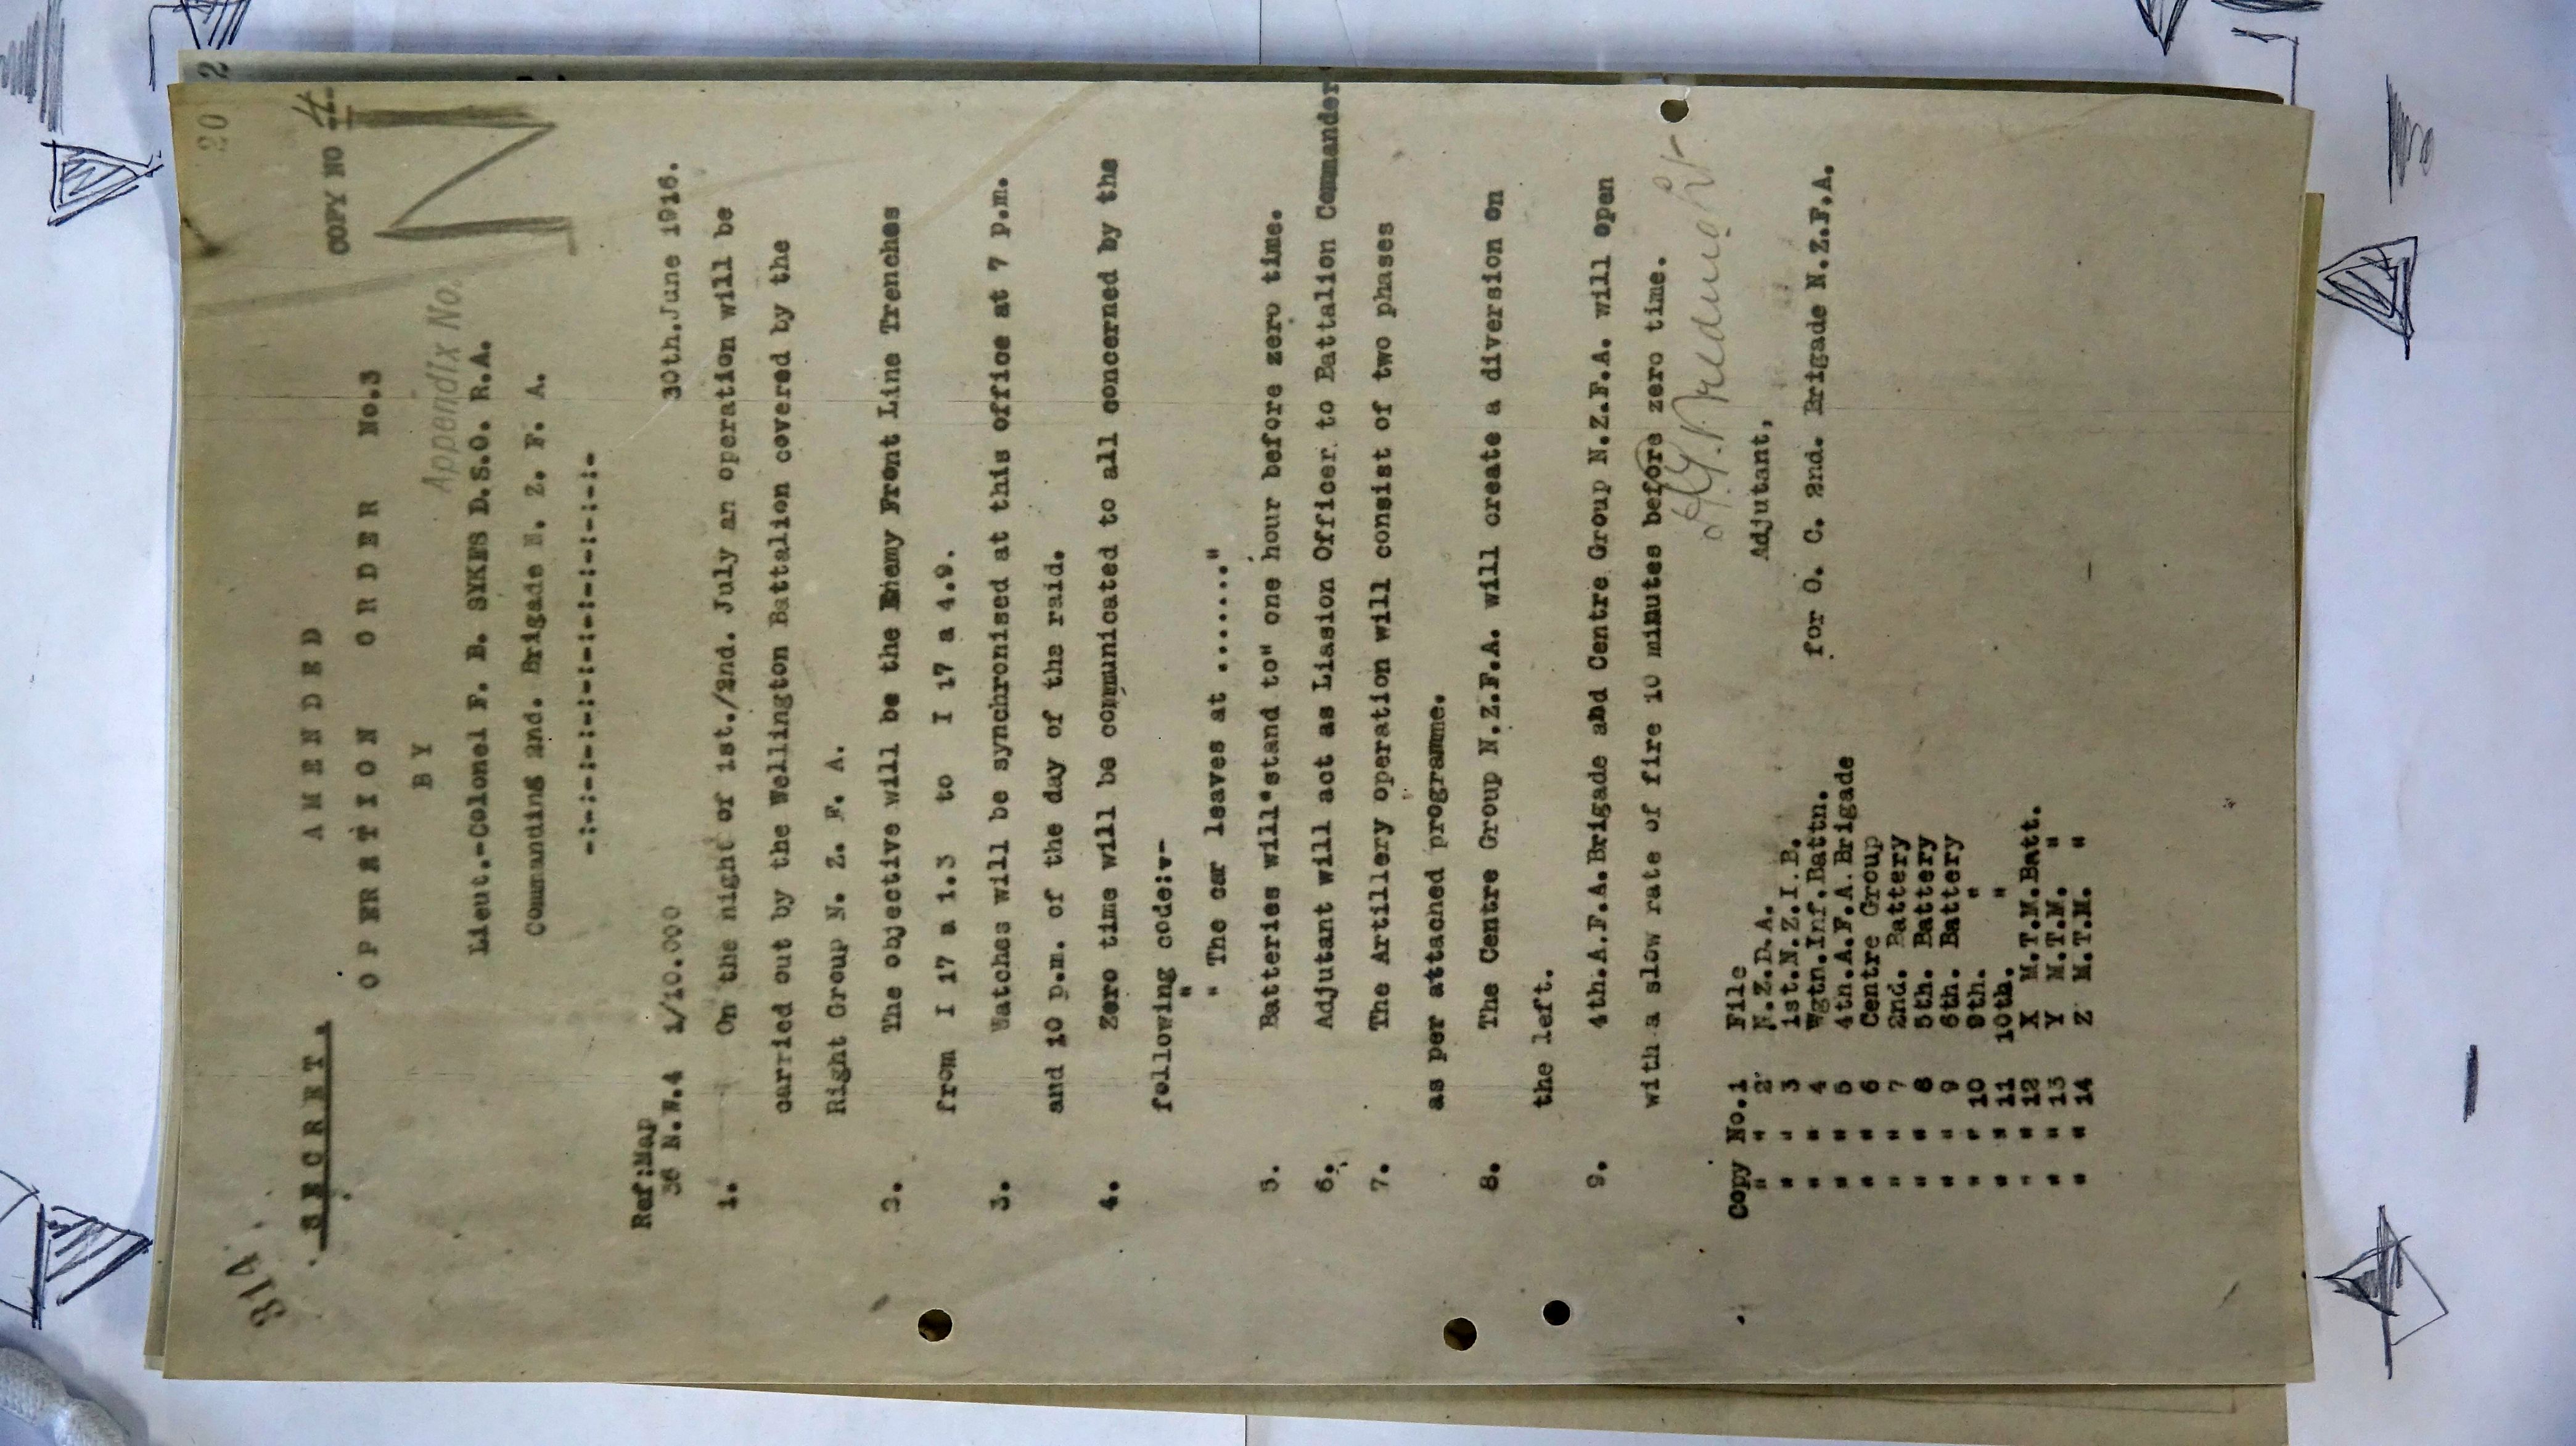 20 2
314
SECRET.
COPY NO 4.
N
AMENDED
OPERATION ORDER No.3
BY
Appendix No.
Lieut.-Colonel F. B. SYKES D.S.O. R.A.
Commanding 2nd. Brigade N. Z. F. A.
-:-:-:-:-:-:-:-:-:-:-:-:-:-
Ref:Map
36 N.W.4 1/10.000
30th.June 1916.
1. On the night of 1st./2nd. July an operation will be
carried out by the Wellington Battalion covered by the
Right Group N. Z. F. A.
2. The objective will be the Enemy Front Line Trenches
from I 17 a 1.3 to I 17 a 4.9.
3. Watches will be synchronised at this office at 7 p.m.
and 10 p.m. of the day of the raid.
4. Zero time will be communicated to all concerned by the
following code:-
" The car leaves at ......."
5. Batteries will"stand to" one hour before zero time.
6. Adjutant will act as Liasion Officer to Battalion Commander
7. The Artillery operation will consist of two phases
as per attached programme.
8. The Centre Group N.Z.F.A. will create a diversion on
the left.
9. 4th.A.F.A.Brigade and Centre Group N.Z.F.A. will open
with a slow rate of fire 10 minutes before zero time.
Adjutant,
for O. C. 2nd. Brigade N.Z.F.A.
Copy No.1 File
" " 2 N.Z.D.A.
" " 3 1st.N.Z.I.B.
" " 4 Wgtn.Inf.Battn.
" " 5 4th.A.F.A.Brigade
" " 6 Centre Group
" " 7 2nd. Battery
" " 8 5th. Battery
" " 9 6th. Battery
" " 10 9th. "
" " 11 10th. "
" " 12 X M.T.M.Batt.
" " 13 Y M.T.M. "
" " 14 Z M.T.M. "